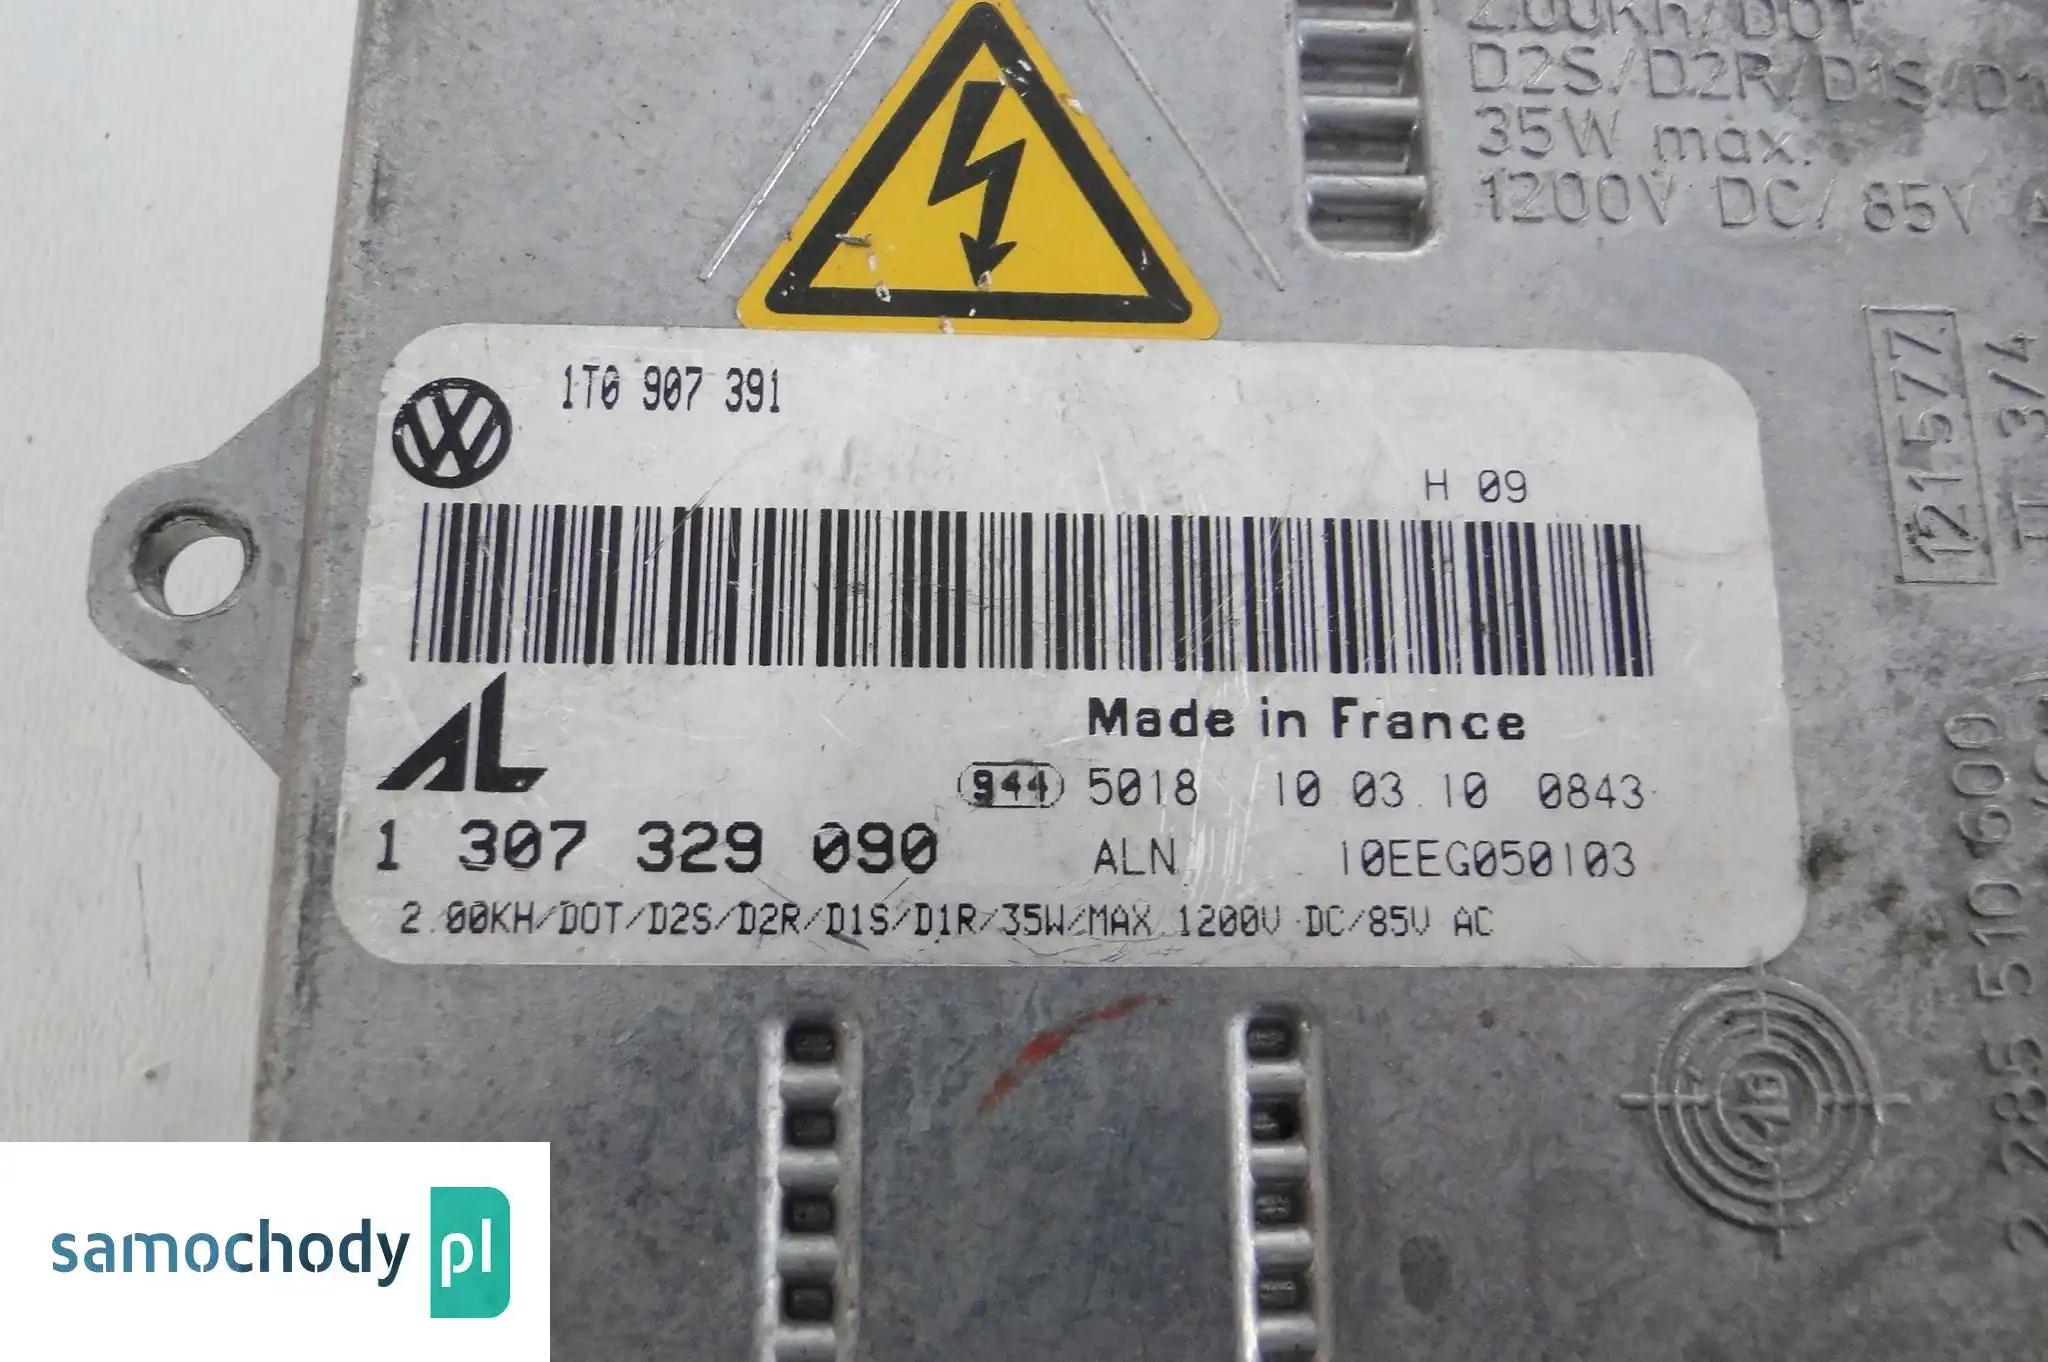 2.00Kh/DOT
D2S/D2R/D1S/D1
35W max.
1200V DC/ 85V
1T0 907 391
H 09
AL
Made in France
944 5018 10 03 10 0843
1 307 329 090
ALN 10EEG050103
2.00KH/DOT/D2S/D2R/D1S/D1R/35W/MAX 1200V DC/85V AC
121577
TL 3/4
2 285 510 600
18
samochody pl